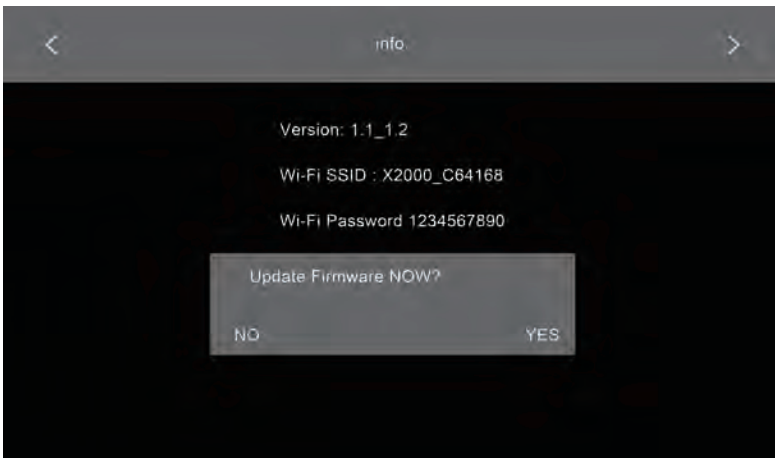 info
Version: 1.1_1.2
Wi-Fi SSID : X2000_C64168
Wi-Fi Password 1234567890
Update Firmware NOW?
NO YES